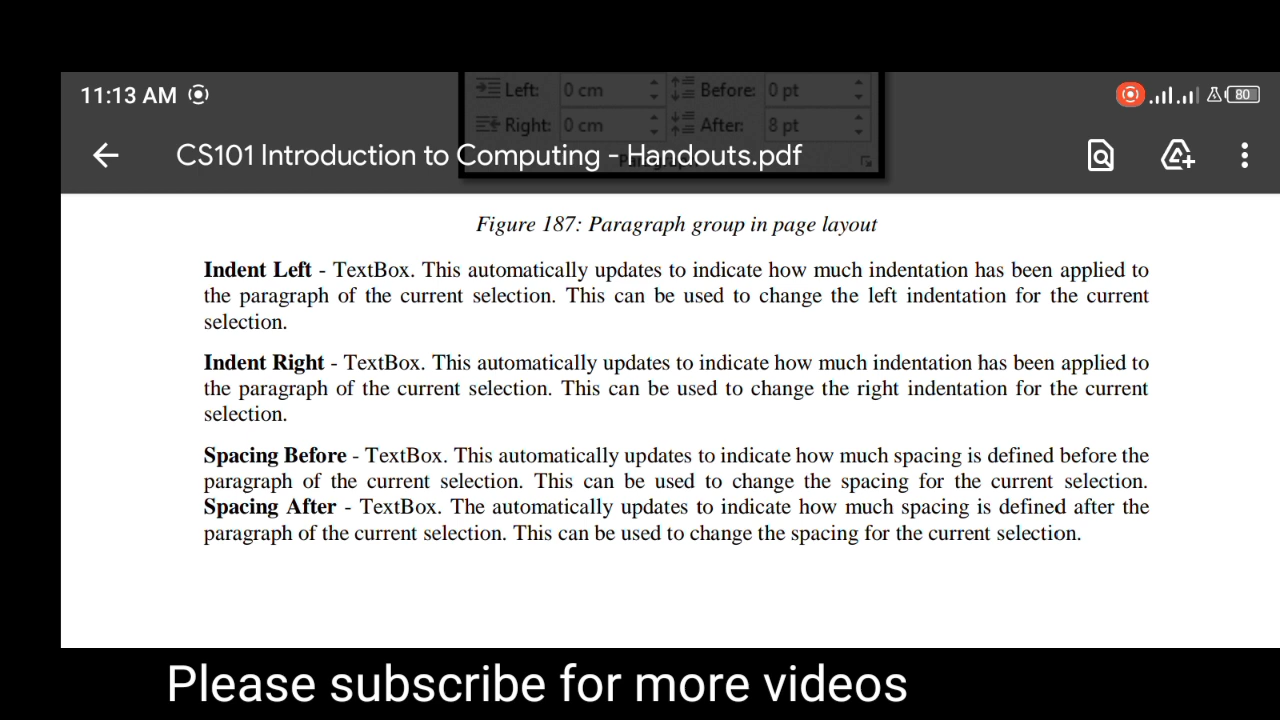 Left: 0 cm Before: 0 pt
11:13 AM 80
Right: 0 cm After: 8 pt
CS101 Introduction to Computing - Handouts.pdf
Figure 187: Paragraph group in page layout
Indent Left - TextBox. This automatically updates to indicate how much indentation has been applied to
the paragraph of the current selection. This can be used to change the left indentation for the current
selection.
Indent Right - TextBox. This automatically updates to indicate how much indentation has been applied to
the paragraph of the current selection. This can be used to change the right indentation for the current
selection.
Spacing Before - TextBox. This automatically updates to indicate how much spacing is defined before the
paragraph of the current selection. This can be used to change the spacing for the current selection.
Spacing After - TextBox. The automatically updates to indicate how much spacing is defined after the
paragraph of the current selection. This can be used to change the spacing for the current selection.
Please subscribe for more videos